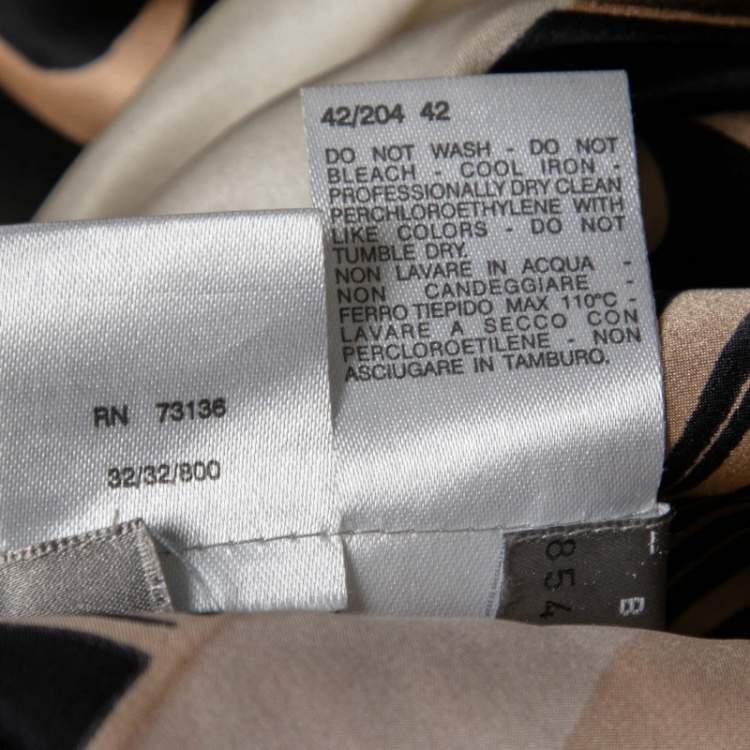 42/204 42
DO NOT WASH - DO NOT
BLEACH - COOL IRON -
PROFESSIONALLY DRY CLEAN
PERCHLOROETHYLENE WITH
LIKE COLORS - DO NOT
TUMBLE DRY.
NON LAVARE IN ACQUA -
NON CANDEGGIARE -
FERRO TIEPIDO MAX 110°C -
LAVARE A SECCO CON
PERCLOROETILENE - NON
ASCIUGARE IN TAMBURO.
RN 73136
32/32/800
854
B